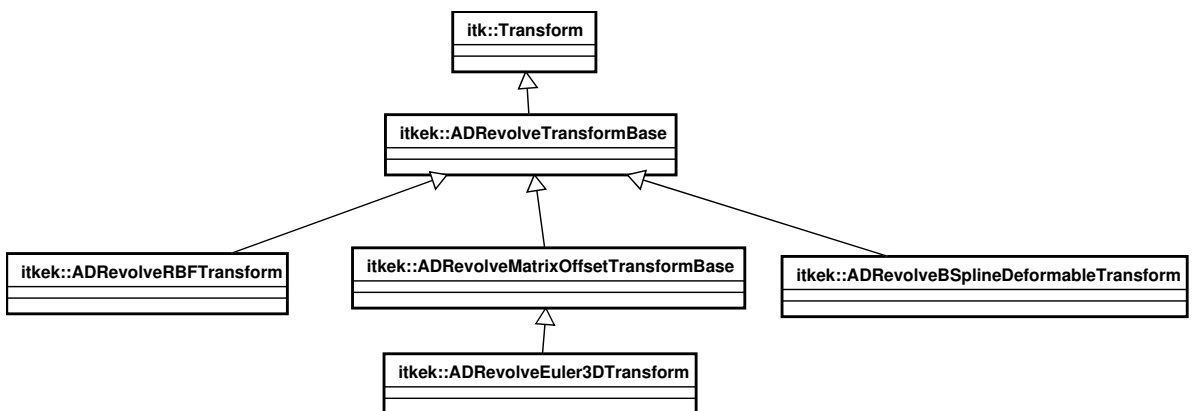 itk::Transform
itkek::ADRevolveTransformBase
itkek::ADRevolveRBFTransform
itkek::ADRevolveMatrixOffsetTransformBase
itkek::ADRevolveBSplineDeformableTransform
itkek::ADRevolveEuler3DTransform